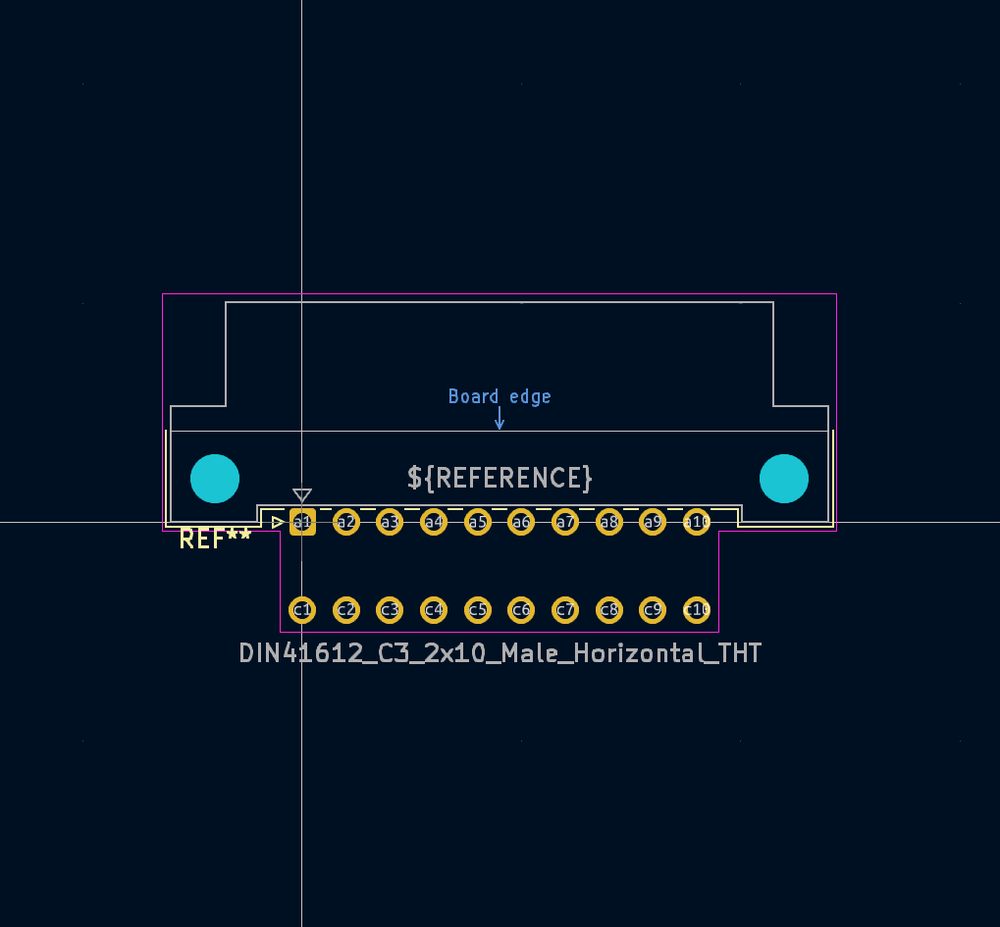 Board edge
${REFERENCE}
a1 a2 a3 a4 a5 a6 a7 a8 a9 a10
REF**
c1 c2 c3 c4 c5 c6 c7 c8 c9 c10
DIN41612_C3_2x10_Male_Horizontal_THT